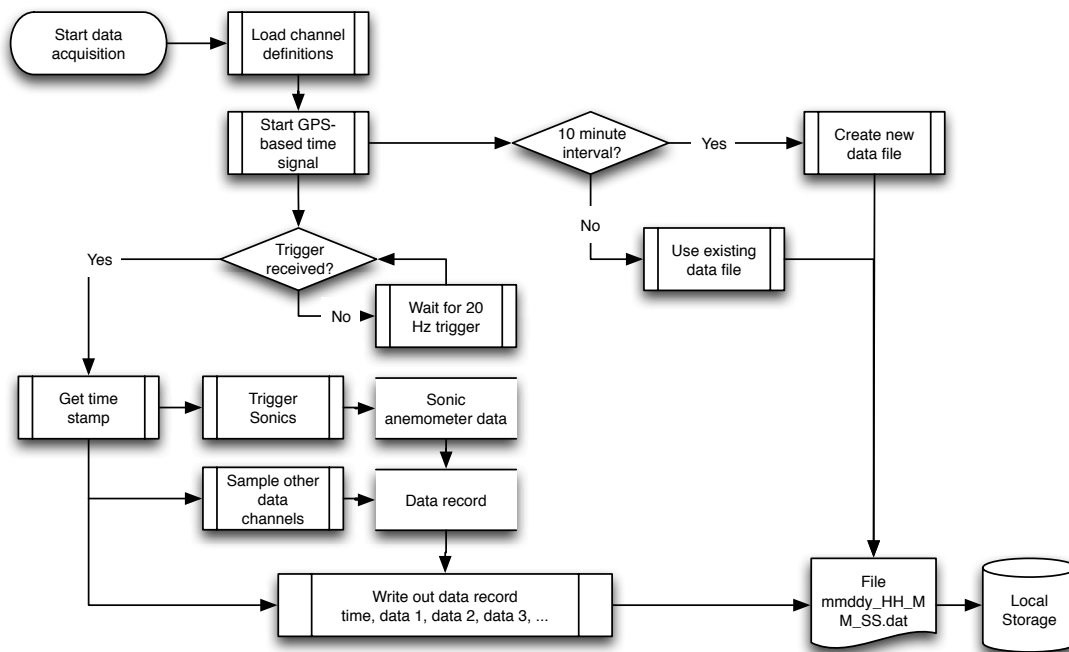 Start data
acquisition
Load channel
definitions
Start GPS-
based time
signal
10 minute
interval?
Yes
Create new
data file
No
Use existing
data file
Trigger
received?
Yes
No
Wait for 20
Hz trigger
Get time
stamp
Trigger
Sonics
Sonic
anemometer data
Sample other
data
channels
Data record
Write out data record
time, data 1, data 2, data 3, ...
File
mmddy_HH_M
M_SS.dat
Local
Storage